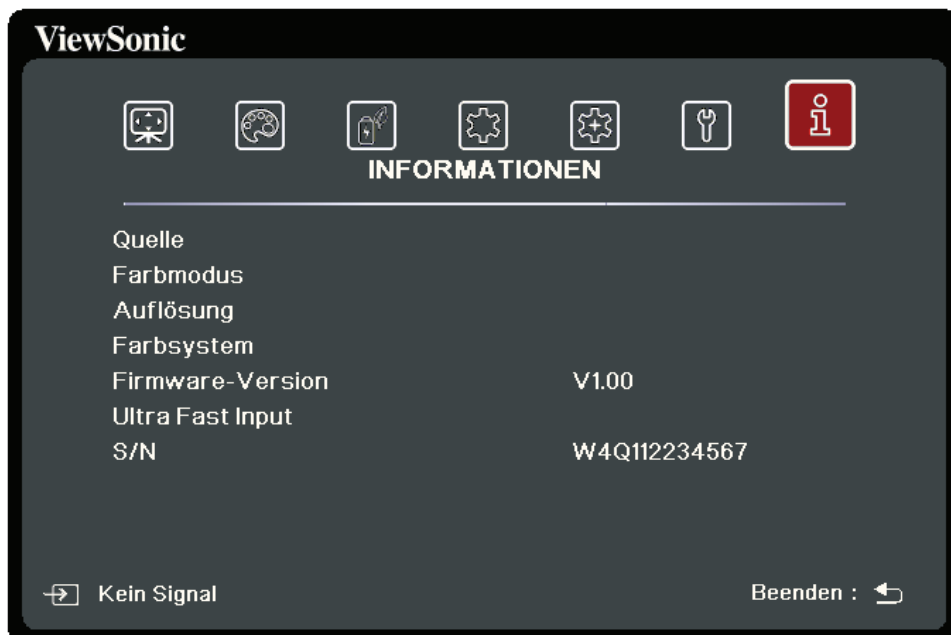 ViewSonic
INFORMATIONEN
Quelle
Farbmodus
Auflösung
Farbsystem
Firmware-Version V1.00
Ultra Fast Input
S/N W4Q112234567
Kein Signal Beenden :